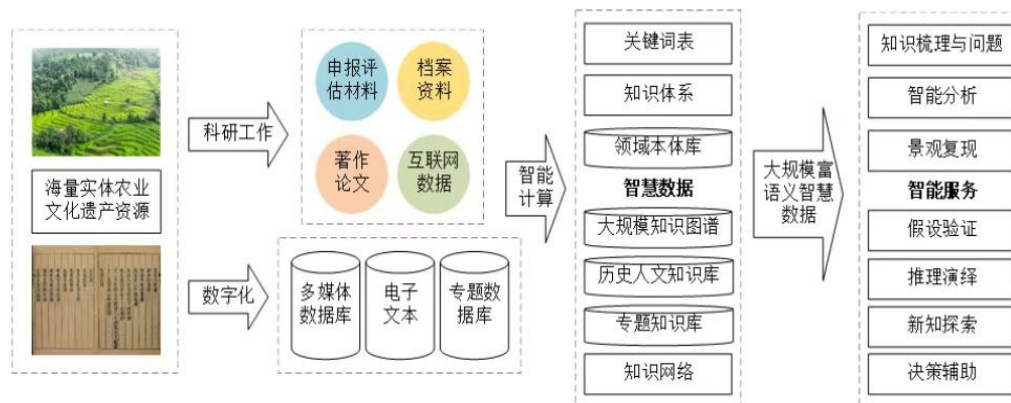 海量实体农业
文化遗产资源
科研工作
数字化
申报评
估材料
档案
资料
著作
论文
互联网
数据
多媒体
数据库
电子
文本
专题数
据库
智能
计算
关键词表
知识体系
领域本体库
智慧数据
大规模知识图谱
历史人文知识库
专题知识库
知识网络
大规模富
语义智慧
数据
知识梳理与问题
智能分析
景观复现
智能服务
假设验证
推理演绎
新知探索
决策辅助